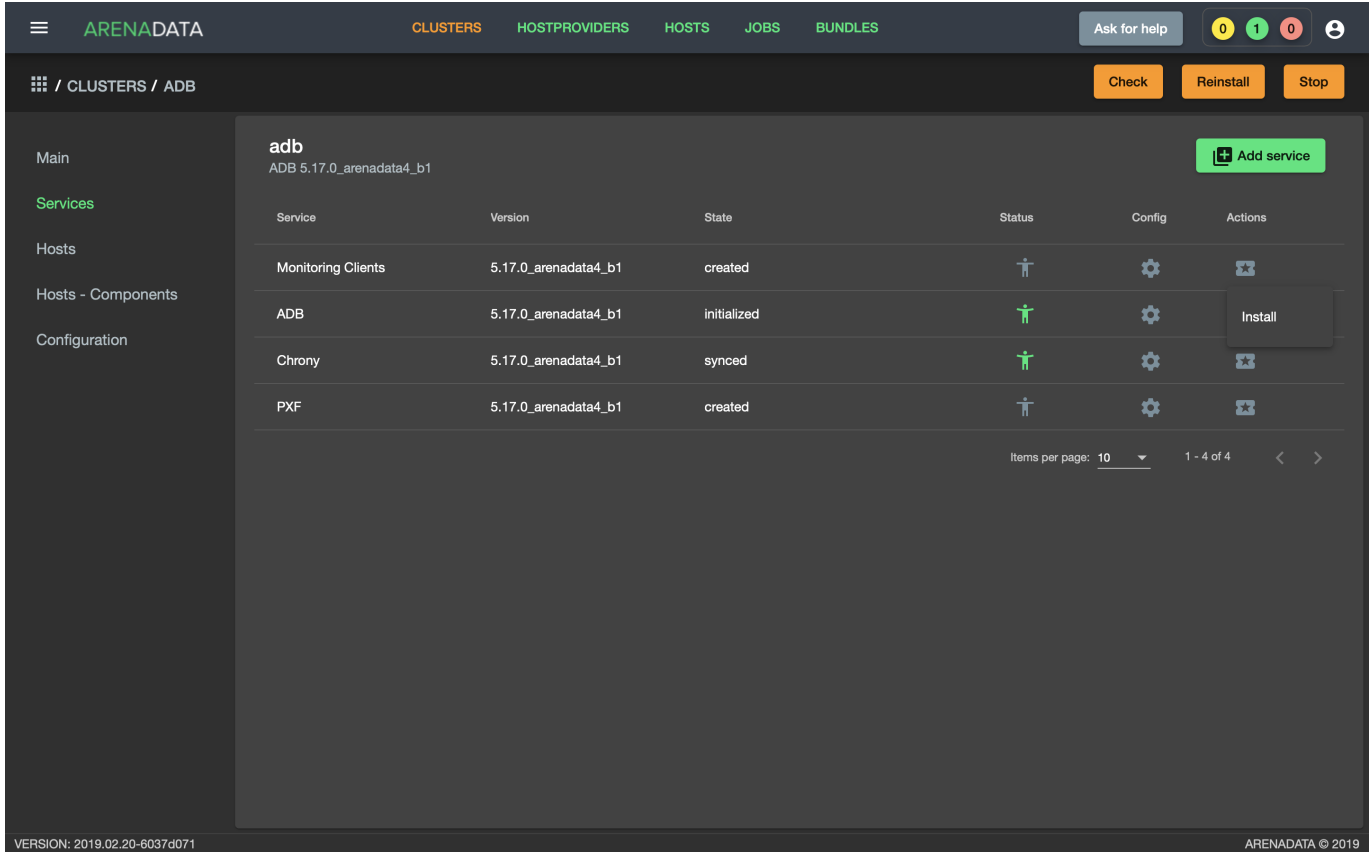 ARENADATA CLUSTERS HOSTPROVIDERS HOSTS JOBS BUNDLES Ask for help 0 1 0
/ CLUSTERS / ADB Check Reinstall Stop
Main
Services
Hosts
Hosts - Components
Configuration
adb
ADB 5.17.0_arenadata4_b1
Add service
Service Version State Status Config Actions
Monitoring Clients 5.17.0_arenadata4_b1 created
ADB 5.17.0_arenadata4_b1 initialized
Install
Chrony 5.17.0_arenadata4_b1 synced
PXF 5.17.0_arenadata4_b1 created
Items per page: 10 1 - 4 of 4
VERSION: 2019.02.20-6037d071 ARENADATA © 2019